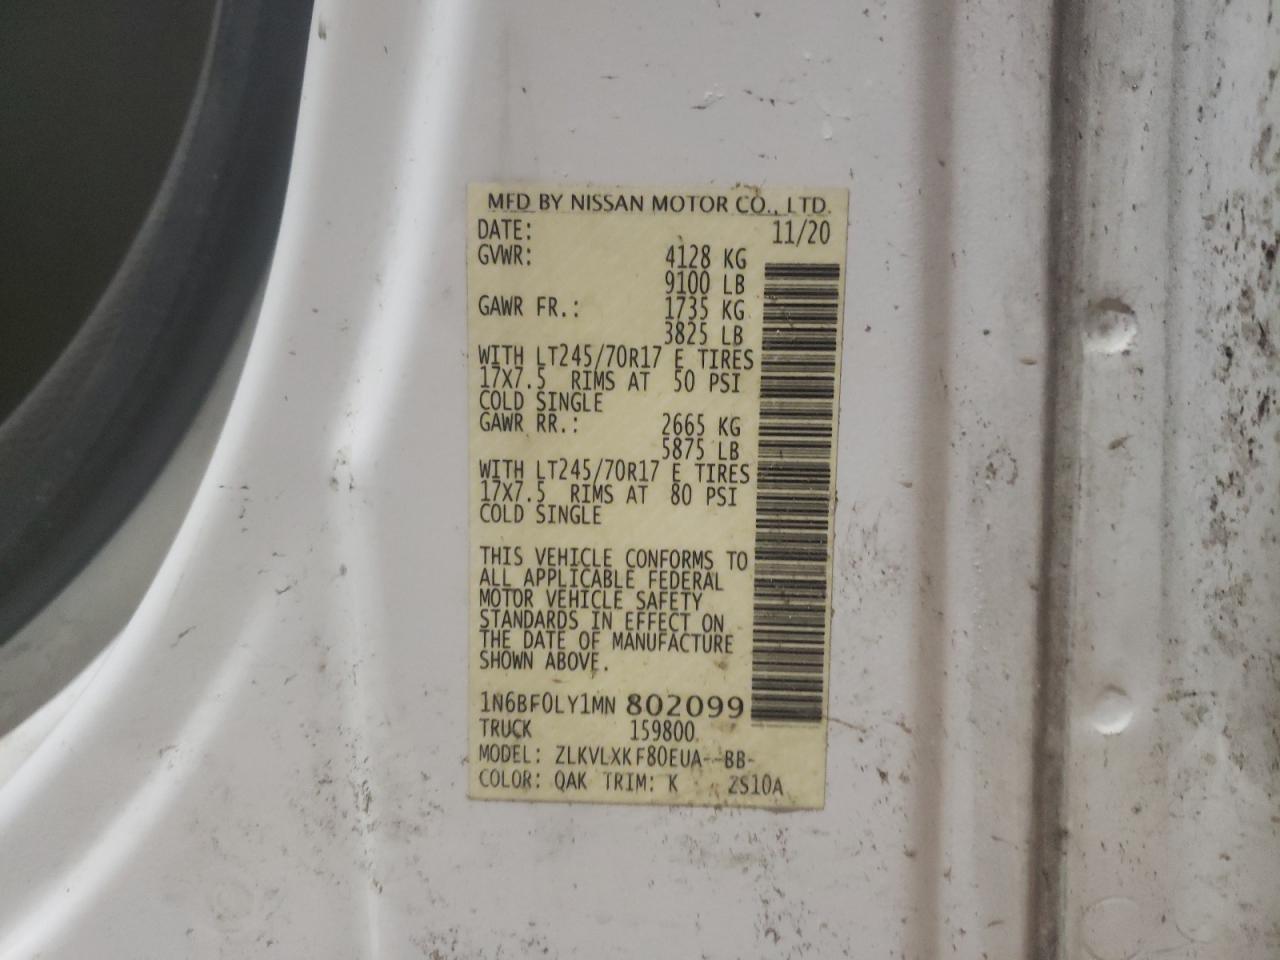 MFD BY NISSAN MOTOR CO., LTD.
DATE: 11/20
GVWR: 4128 KG
9100 LB
GAWR FR.: 1735 KG
3825 LB
WITH LT245/70R17 E TIRES
17X7.5 RIMS AT 50 PSI
COLD SINGLE
GAWR RR.: 2665 KG
5875 LB
WITH LT245/70R17 E TIRES
17X7.5 RIMS AT 80 PSI
COLD SINGLE
THIS VEHICLE CONFORMS TO
ALL APPLICABLE FEDERAL
MOTOR VEHICLE SAFETY
STANDARDS IN EFFECT ON
THE DATE OF MANUFACTURE
SHOWN ABOVE.
1N6BF0LY1MN 802099
TRUCK 159800
MODEL: ZLKVLXKF80EUA--BB-
COLOR: QAK TRIM: K 2S10A